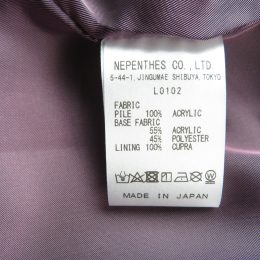 NEPENTHES CO., LTD.
5-44-1, JINGUMAE SHIBUYA, TOKYO
L0102
FABRIC
PILE 100% ACRYLIC
BASE FABRIC
55% ACRYLIC
45% POLYESTER
LINING 100% CUPRA
MADE IN JAPAN